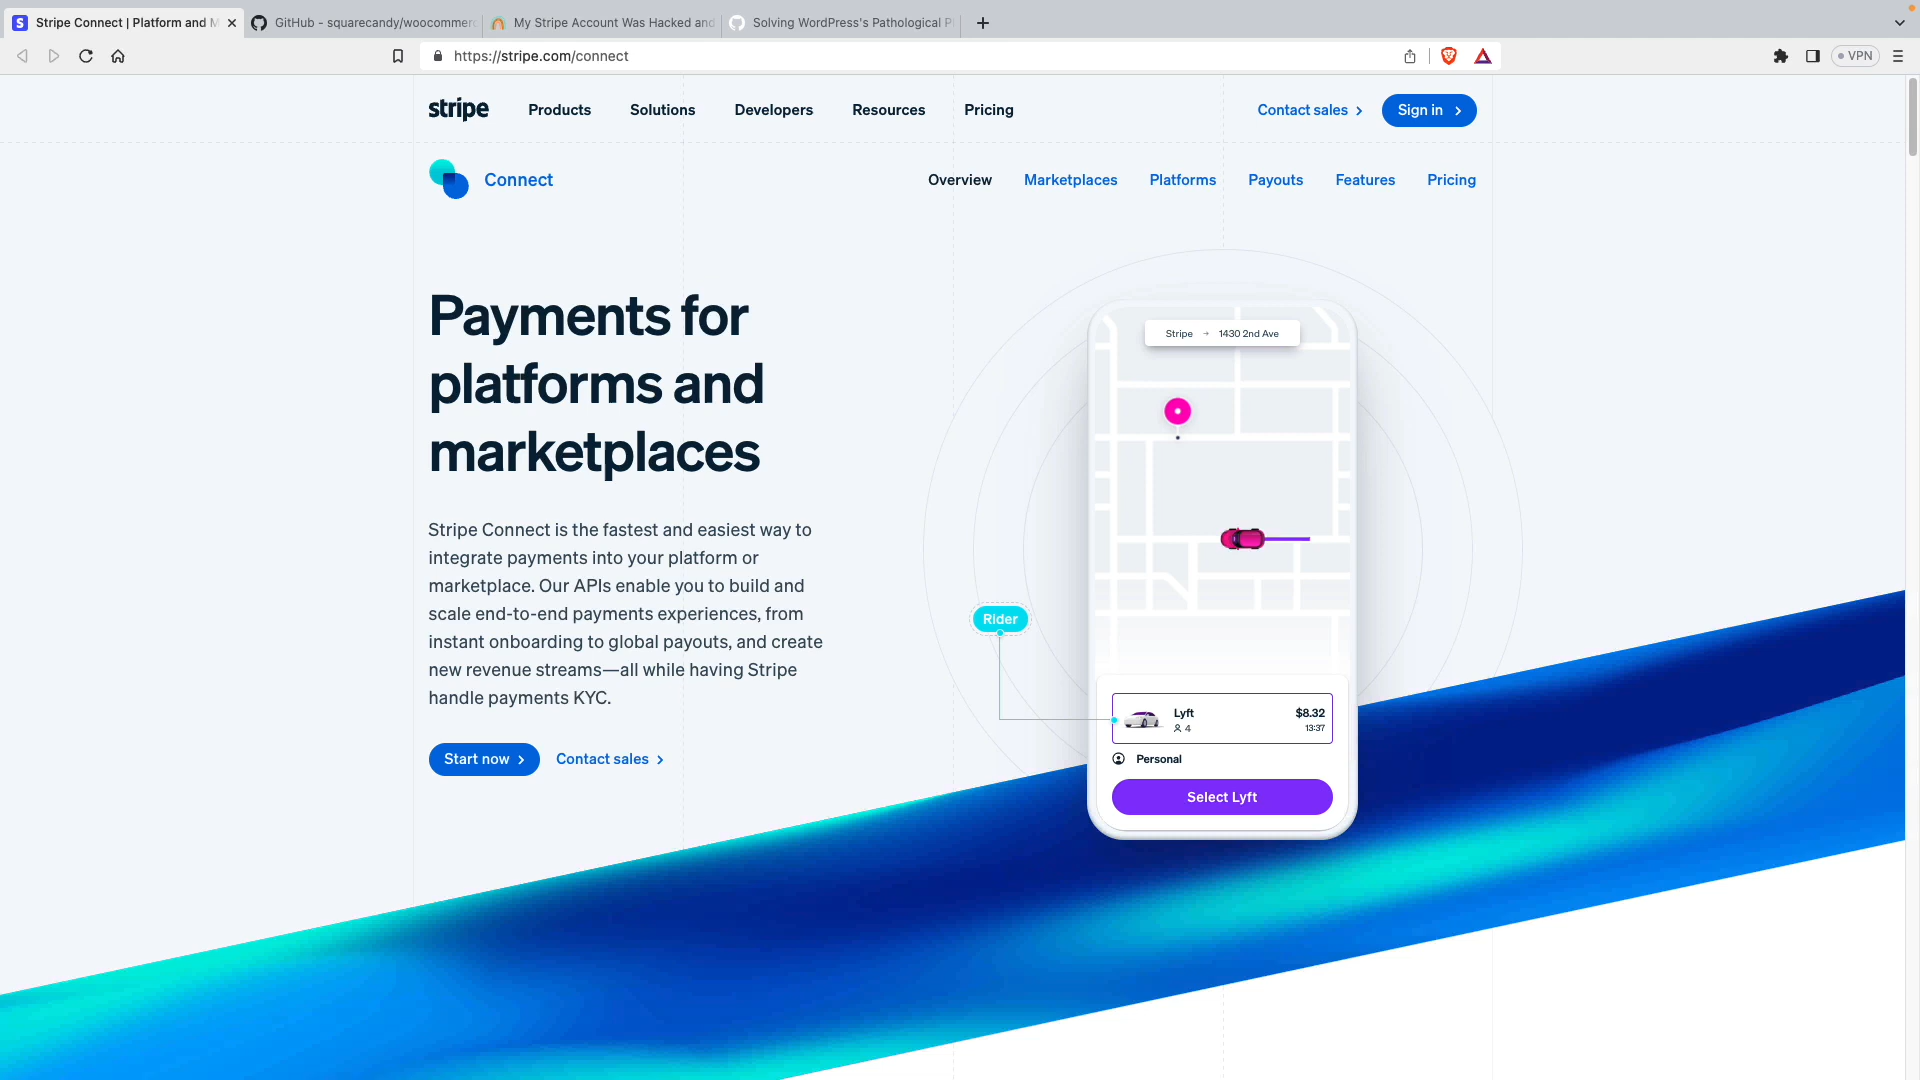 Stripe Connect | Platform and M
GitHub - squarecandy/woocommerc
My Stripe Account Was Hacked and
Solving WordPress's Pathological P
https://stripe.com/connect
VPN
stripe
Products
Solutions
Developers
Resources
Pricing
Contact sales
Sign in
Connect
Overview
Marketplaces
Platforms
Payouts
Features
Pricing
Payments for
platforms and
marketplaces
Stripe Connect is the fastest and easiest way to
integrate payments into your platform or
marketplace. Our APIs enable you to build and
scale end-to-end payments experiences, from
instant onboarding to global payouts, and create
new revenue streams—all while having Stripe
handle payments KYC.
Start now
Contact sales
Stripe → 1430 2nd Ave
Rider
Lyft
$8.32
4
13:37
Personal
Select Lyft